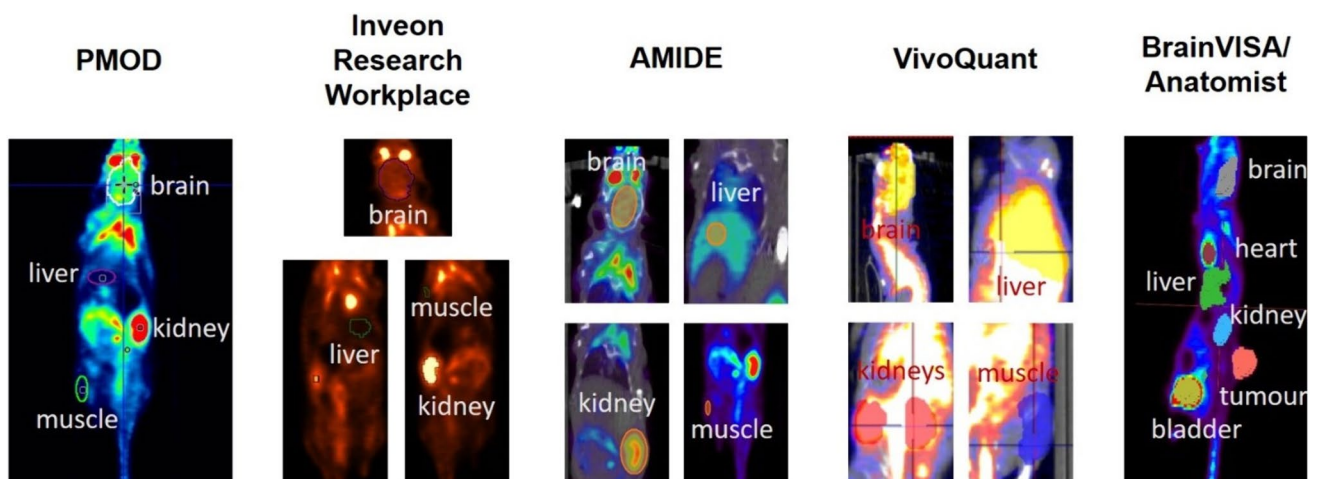 PMOD
brain
liver
kidney
muscle
Inveon
Research
Workplace
brain
liver
muscle
kidney
AMIDE
brain
liver
kidney
muscle
VivoQuant
brain
liver
kidneys
muscle
BrainVISA/
Anatomist
brain
heart
liver
kidney
tumour
bladder